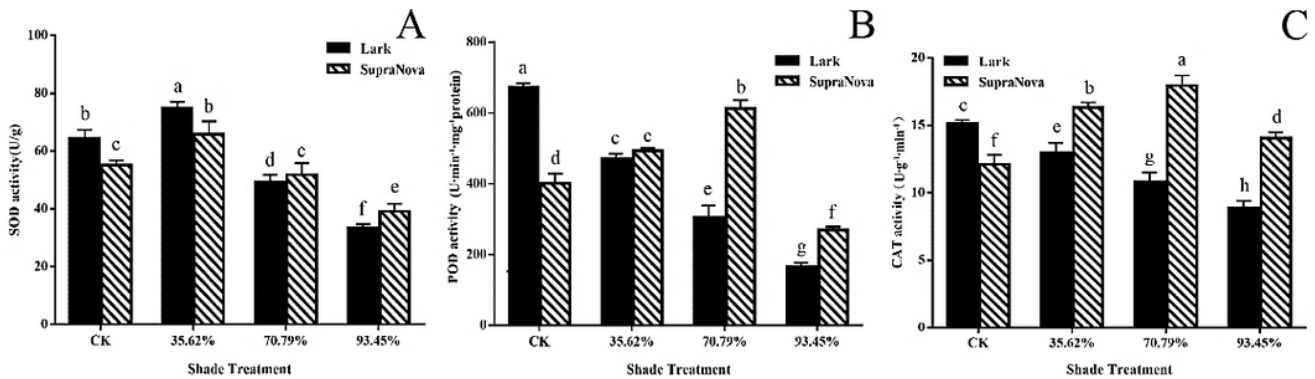 A
SOD activity(U/g)
100
80
60
40
20
0
Lark
SupraNova
b
c
a
b
d
c
f
e
CK
35.62%
70.79%
93.45%
Shade Treatment
B
POD activity (U·min⁻¹·mg⁻¹protein)
800
600
400
200
0
Lark
SupraNova
a
d
c
c
e
b
g
f
CK
35.62%
70.79%
93.45%
Shade Treatment
C
CAT activity (U·g⁻¹·min⁻¹)
20
15
10
5
0
Lark
SupraNova
c
f
e
b
g
a
h
d
CK
35.62%
70.79%
93.45%
Shade Treatment